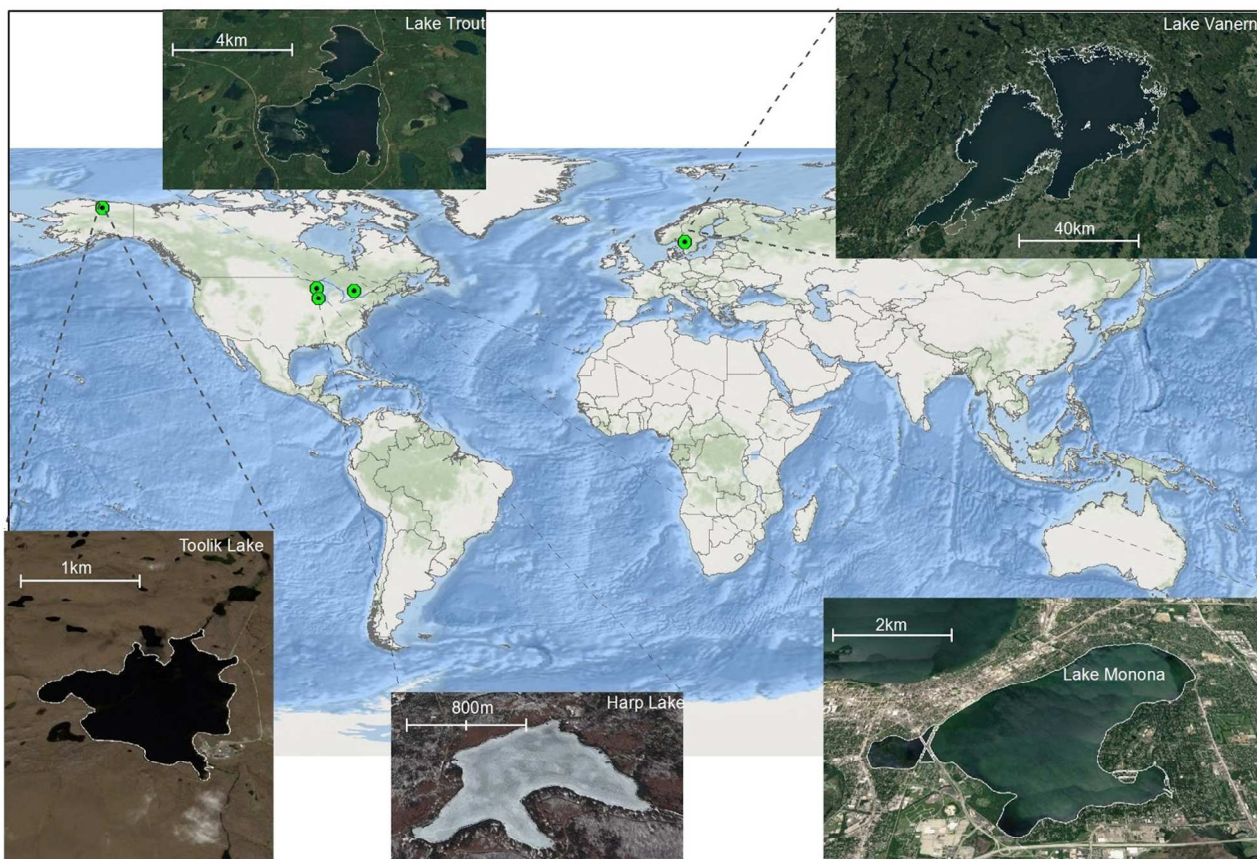 Lake Trout
4km
Lake Vanern
40km
Toolik Lake
1km
Harp Lake
800m
2km
Lake Monona